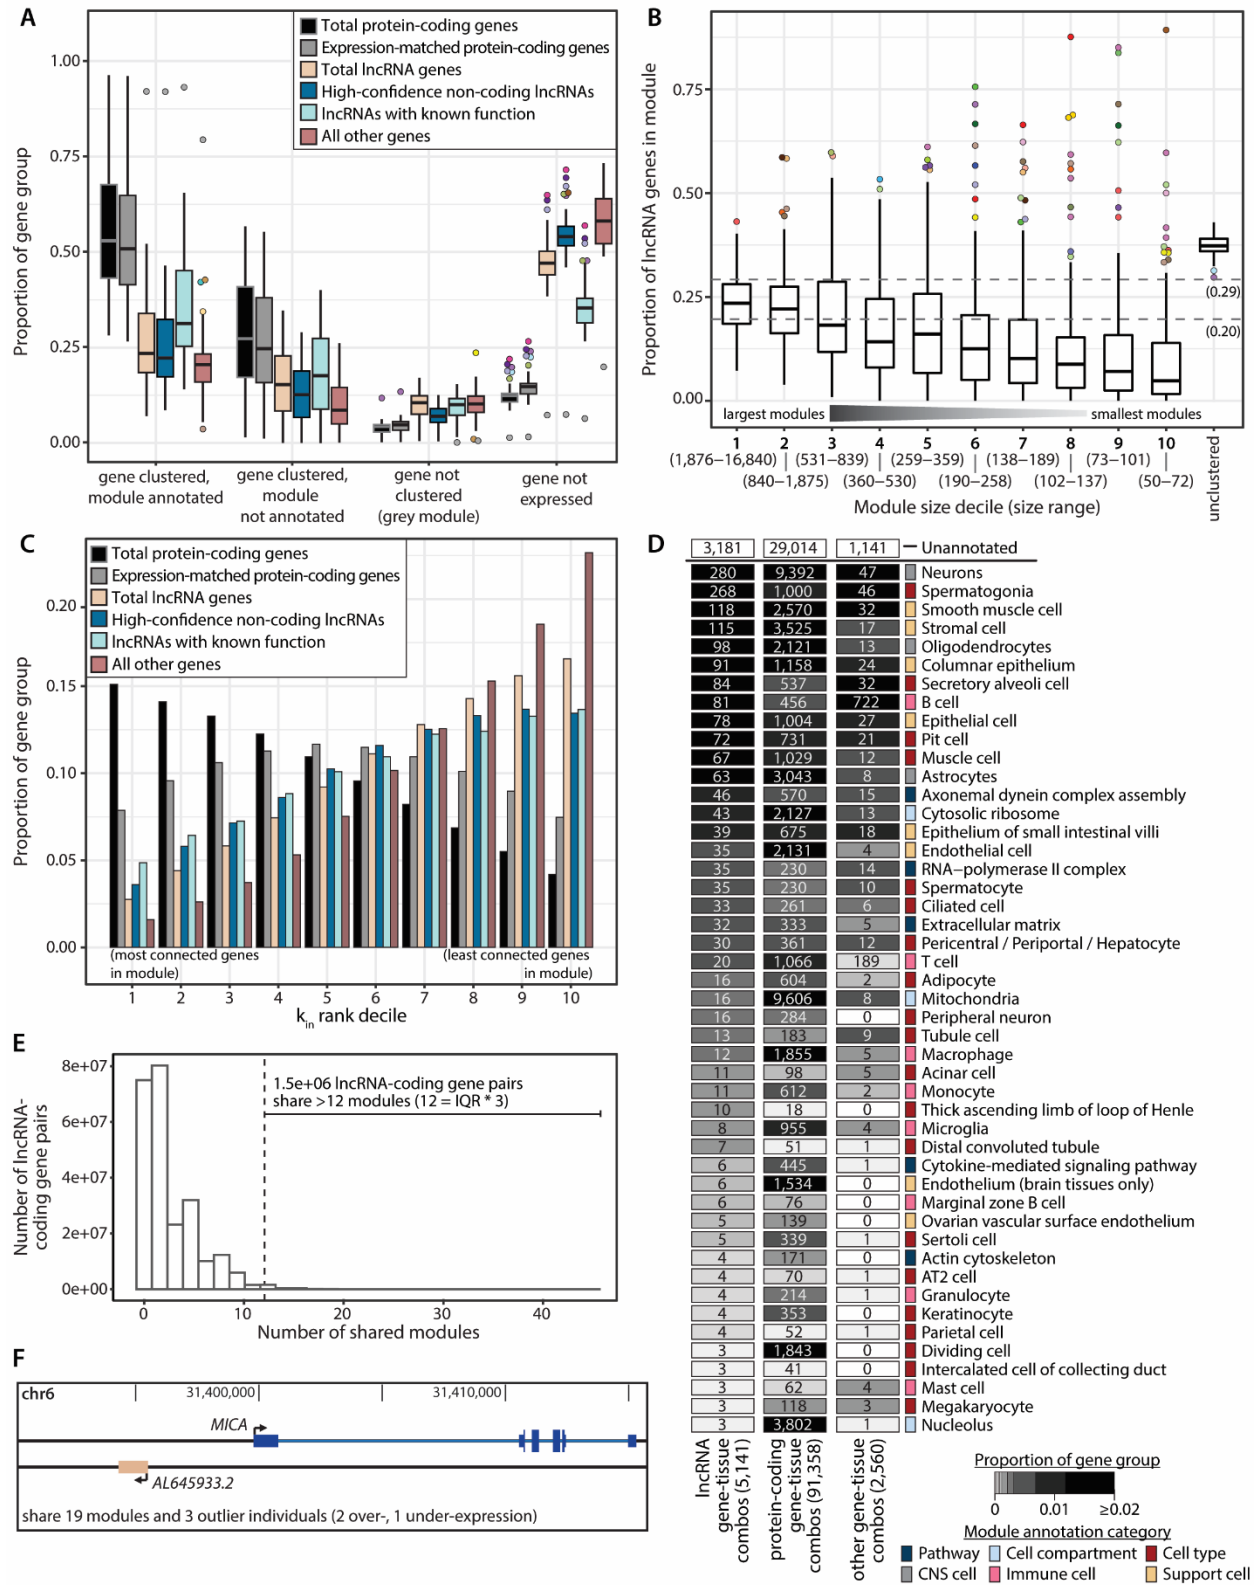 A
Proportion of gene group
1.00
0.75
0.50
0.25
0.00
Total protein-coding genes
Expression-matched protein-coding genes
Total lncRNA genes
High-confidence non-coding lncRNAs
lncRNAs with known function
All other genes
gene clustered,
module annotated
gene clustered,
module
not annotated
gene not
clustered
(grey module)
gene not
expressed
B
Proportion of lncRNA genes in module
0.75
0.50
0.25
0.00
(0.29)
(0.20)
largest modules
smallest modules
1 2 3 4 5 6 7 8 9 10
(1,876–16,840) (531–839) (259–359) (138–189) (73–101)
(840–1,875) (360–530) (190–258) (102–137) (50–72)
unclustered
Module size decile (size range)
C
Proportion of gene group
0.20
0.15
0.10
0.05
0.00
Total protein-coding genes
Expression-matched protein-coding genes
Total lncRNA genes
High-confidence non-coding lncRNAs
lncRNAs with known function
All other genes
(most connected genes
in module)
(least connected genes
in module)
1 2 3 4 5 6 7 8 9 10
kin rank decile
D
3,181 29,014 1,141 Unannotated
280 9,392 47 Neurons
268 1,000 46 Spermatogonia
118 2,570 32 Smooth muscle cell
115 3,525 17 Stromal cell
98 2,121 13 Oligodendrocytes
91 1,158 24 Columnar epithelium
84 537 32 Secretory alveoli cell
81 456 722 B cell
78 1,004 27 Epithelial cell
72 731 21 Pit cell
67 1,029 12 Muscle cell
63 3,043 8 Astrocytes
46 570 15 Axonemal dynein complex assembly
43 2,127 13 Cytosolic ribosome
39 675 18 Epithelium of small intestinal villi
35 2,131 4 Endothelial cell
35 230 14 RNA–polymerase II complex
35 230 10 Spermatocyte
33 261 6 Ciliated cell
32 333 5 Extracellular matrix
30 361 12 Pericentral / Periportal / Hepatocyte
20 1,066 189 T cell
16 604 2 Adipocyte
16 9,606 8 Mitochondria
16 284 0 Peripheral neuron
13 183 9 Tubule cell
12 1,855 5 Macrophage
11 98 5 Acinar cell
11 612 2 Monocyte
10 18 0 Thick ascending limb of loop of Henle
8 955 4 Microglia
7 51 1 Distal convoluted tubule
6 445 1 Cytokine-mediated signaling pathway
6 1,534 0 Endothelium (brain tissues only)
6 76 0 Marginal zone B cell
5 139 0 Ovarian vascular surface endothelium
5 339 1 Sertoli cell
4 171 0 Actin cytoskeleton
4 70 1 AT2 cell
4 214 1 Granulocyte
4 353 0 Keratinocyte
4 52 1 Parietal cell
3 1,843 0 Dividing cell
3 41 0 Intercalated cell of collecting duct
3 62 4 Mast cell
3 118 3 Megakaryocyte
3 3,802 1 Nucleolus
lncRNA
gene-tissue
combos (5,141)
protein-coding
gene-tissue
combos (91,358)
other gene-tissue
combos (2,560)
Proportion of gene group
0 0.01 ≥0.02
Module annotation category
Pathway Cell compartment Cell type
CNS cell Immune cell Support cell
E
Number of lncRNA-
coding gene pairs
8e+07
6e+07
4e+07
2e+07
0e+00
1.5e+06 lncRNA-coding gene pairs
share >12 modules (12 = IQR * 3)
0 10 20 30 40
Number of shared modules
F
chr6 31,400,000 31,410,000
MICA
AL645933.2
share 19 modules and 3 outlier individuals (2 over-, 1 under-expression)